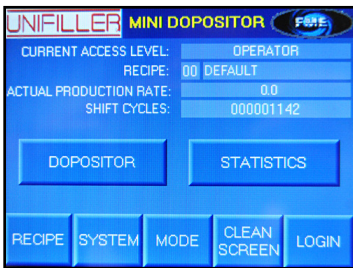 UNIFILLER MINI DOPOSITOR FME
CURRENT ACCESS LEVEL: OPERATOR
RECIPE: 00 DEFAULT
ACTUAL PRODUCTION RATE: 0.0
SHIFT CYCLES: 000001142
DOPOSITOR STATISTICS
RECIPE SYSTEM MODE CLEAN SCREEN LOGIN